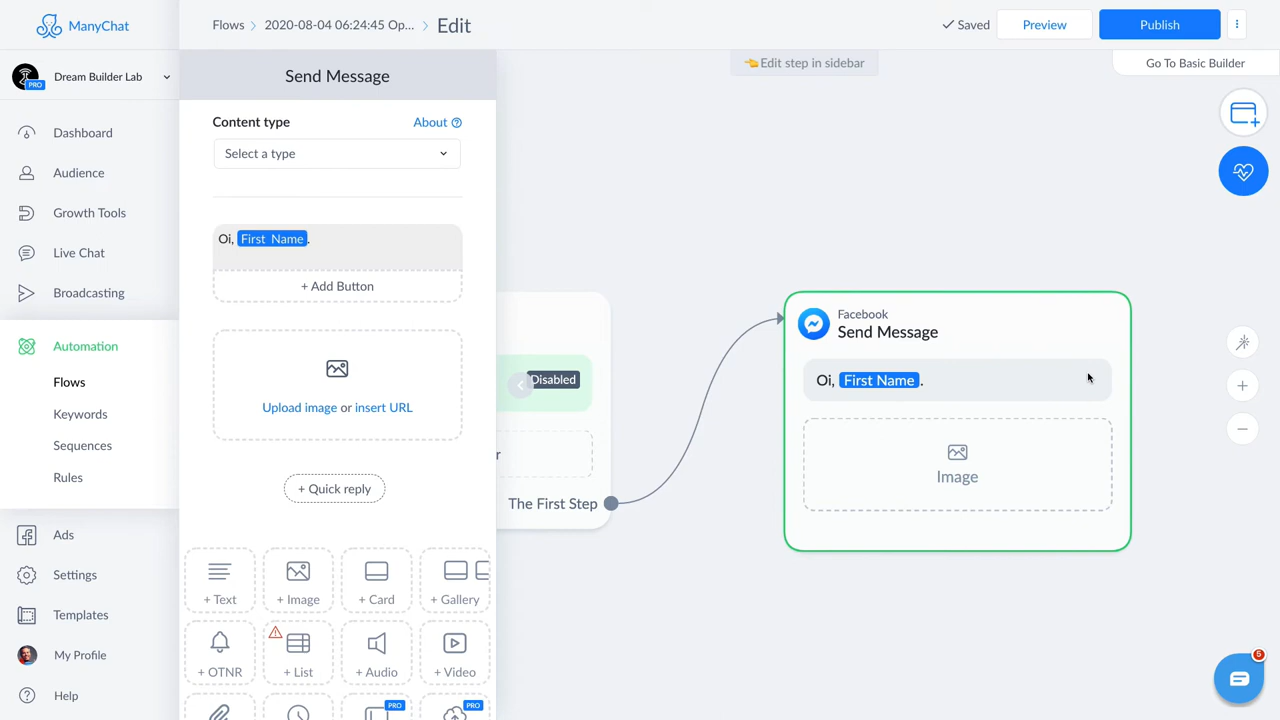 ManyChat
Flows
2020-08-04 06:24:45 Op...
Edit
Saved
Preview
Publish
Dream Builder Lab
PRO
Send Message
Edit step in sidebar
Go To Basic Builder
Dashboard
Audience
Growth Tools
Live Chat
Broadcasting
Automation
Flows
Keywords
Sequences
Rules
Ads
Settings
Templates
My Profile
Help
Content type
About
Select a type
Oi, First Name.
+ Add Button
Upload image or insert URL
+ Quick reply
+ Text
+ Image
+ Card
+ Gallery
+ OTNR
+ List
+ Audio
+ Video
PRO
PRO
Disabled
r
The First Step
Facebook
Send Message
Oi, First Name.
Image
5